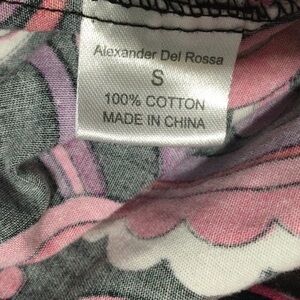 Alexander Del Rossa
S
100% COTTON
MADE IN CHINA